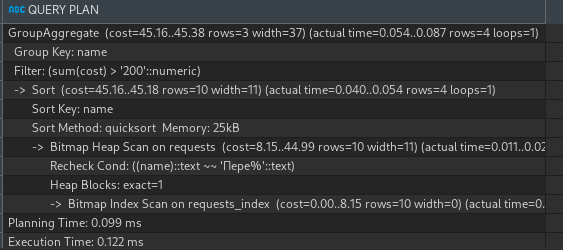 ABC QUERY PLAN
GroupAggregate (cost=45.16..45.38 rows=3 width=37) (actual time=0.054..0.087 rows=4 loops=1)
Group Key: name
Filter: (sum(cost) > '200'::numeric)
-> Sort (cost=45.16..45.18 rows=10 width=11) (actual time=0.040..0.054 rows=4 loops=1)
Sort Key: name
Sort Method: quicksort Memory: 25kB
-> Bitmap Heap Scan on requests (cost=8.15..44.99 rows=10 width=11) (actual time=0.011..0.02
Recheck Cond: ((name)::text ~~ 'Пере%'::text)
Heap Blocks: exact=1
-> Bitmap Index Scan on requests_index (cost=0.00..8.15 rows=10 width=0) (actual time=0.
Planning Time: 0.099 ms
Execution Time: 0.122 ms